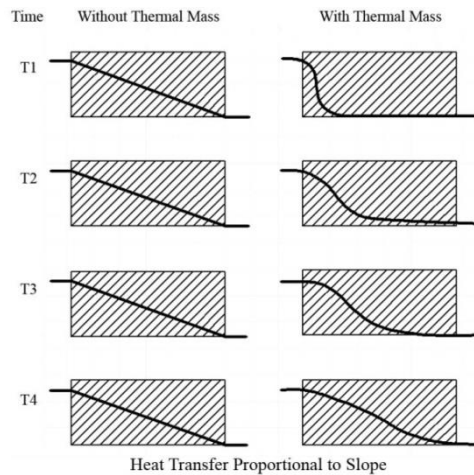 Time Without Thermal Mass With Thermal Mass
T1
T2
T3
T4
Heat Transfer Proportional to Slope